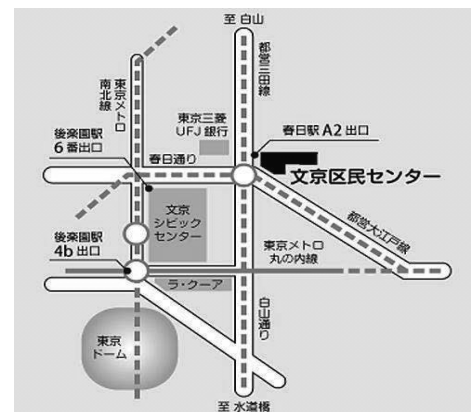 至 白山
東京メトロ
南北線
都営三田線
東京三菱
UFJ 銀行
春日駅 A2 出口
後楽園駅
6 番出口
春日通り
文京区民センター
文京
シビック
センター
都営大江戸線
後楽園駅
4b 出口
東京メトロ
丸の内線
ラ・クーア
白山通り
東京
ドーム
至 水道橋